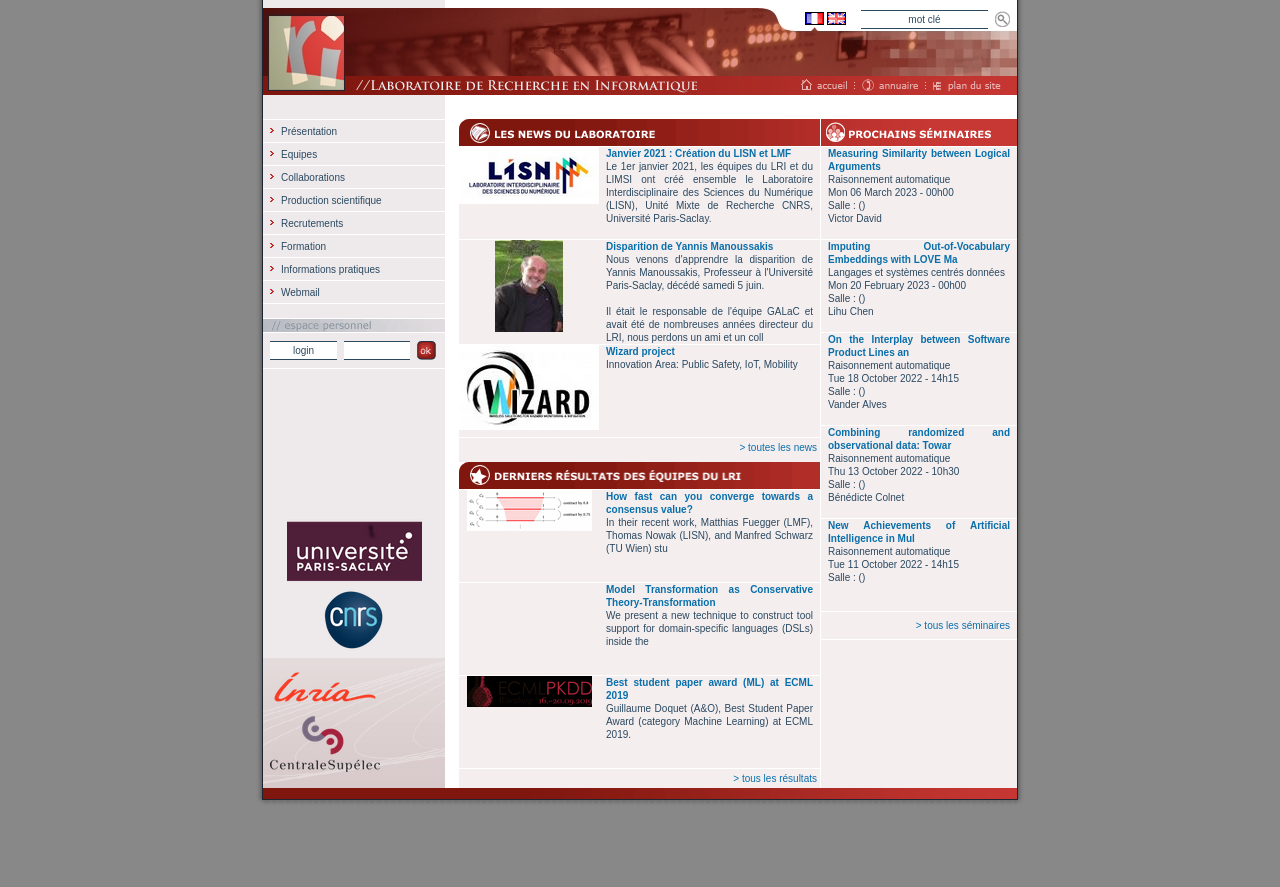 mot clé
ri
//LABORATOIRE DE RECHERCHE EN INFORMATIQUE
accueil
annuaire
plan du site
Présentation
Equipes
Collaborations
Production scientifique
Recrutements
Formation
Informations pratiques
Webmail
// espace personnel
login
ok
université
PARIS-SACLAY
cnrs
Inria
CentraleSupélec
LES NEWS DU LABORATOIRE
LISN
LABORATOIRE INTERDISCIPLINAIRE
DES SCIENCES DU NUMÉRIQUE
Janvier 2021 : Création du LISN et LMF
Le 1er janvier 2021, les équipes du LRI et du
LIMSI ont créé ensemble le Laboratoire
Interdisciplinaire des Sciences du Numérique
(LISN), Unité Mixte de Recherche CNRS,
Université Paris-Saclay.
Disparition de Yannis Manoussakis
Nous venons d'apprendre la disparition de
Yannis Manoussakis, Professeur à l'Université
Paris-Saclay, décédé samedi 5 juin.
Il était le responsable de l'équipe GALaC et
avait été de nombreuses années directeur du
LRI, nous perdons un ami et un coll
WIZARD
Wizard project
Innovation Area: Public Safety, IoT, Mobility
> toutes les news
DERNIERS RÉSULTATS DES ÉQUIPES DU LRI
How fast can you converge towards a
consensus value?
In their recent work, Matthias Fuegger (LMF),
Thomas Nowak (LISN), and Manfred Schwarz
(TU Wien) stu
Model Transformation as Conservative
Theory-Transformation
We present a new technique to construct tool
support for domain-specific languages (DSLs)
inside the
ECMLPKDD
16.-20.09.2019
Best student paper award (ML) at ECML
2019
Guillaume Doquet (A&O), Best Student Paper
Award (category Machine Learning) at ECML
2019.
> tous les résultats
PROCHAINS SÉMINAIRES
Measuring Similarity between Logical
Arguments
Raisonnement automatique
Mon 06 March 2023 - 00h00
Salle : ()
Victor David
Imputing Out-of-Vocabulary
Embeddings with LOVE Ma
Langages et systèmes centrés données
Mon 20 February 2023 - 00h00
Salle : ()
Lihu Chen
On the Interplay between Software
Product Lines an
Raisonnement automatique
Tue 18 October 2022 - 14h15
Salle : ()
Vander Alves
Combining randomized and
observational data: Towar
Raisonnement automatique
Thu 13 October 2022 - 10h30
Salle : ()
Bénédicte Colnet
New Achievements of Artificial
Intelligence in Mul
Raisonnement automatique
Tue 11 October 2022 - 14h15
Salle : ()
> tous les séminaires